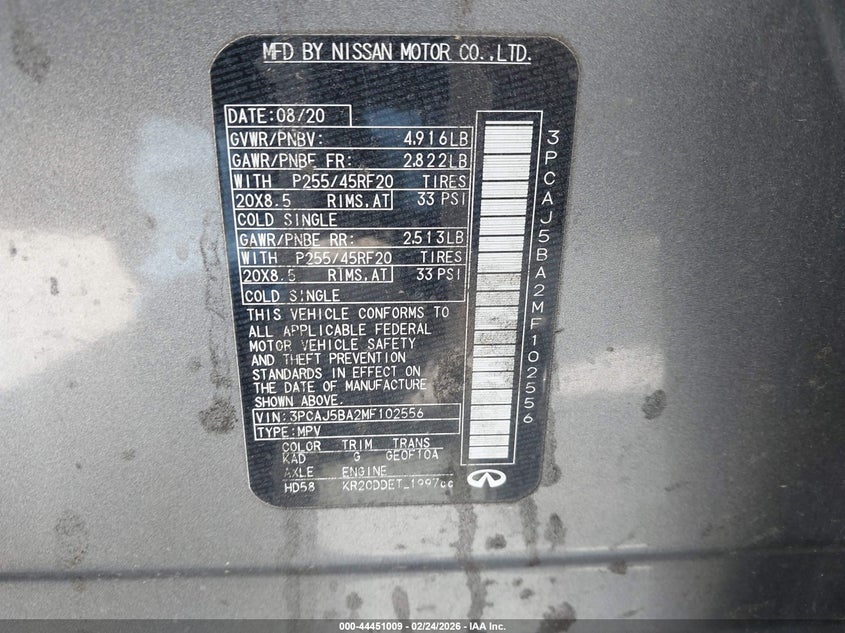 MFD BY NISSAN MOTOR CO.,LTD.
DATE:08/20
GVWR/PNBV: 4,916LB
GAWR/PNBE FR: 2,822LB
WITH P255/45RF20 TIRES
20X8.5 RIMS,AT 33 PSI
COLD SINGLE
GAWR/PNBE RR: 2,513LB
WITH P255/45RF20 TIRES
20X8.5 RIMS,AT 33 PSI
COLD SINGLE
THIS VEHICLE CONFORMS TO
ALL APPLICABLE FEDERAL
MOTOR VEHICLE SAFETY
AND THEFT PREVENTION
STANDARDS IN EFFECT ON
THE DATE OF MANUFACTURE
SHOWN ABOVE.
VIN:3PCAJ5BA2MF102556
TYPE:MPV
COLOR TRIM TRANS
KAD G GE0F10A
AXLE ENGINE
HD58 KR20DDET_1997cc
3PCAJ5BA2MF102556
000-44451009 - 02/24/2026 - IAA Inc.